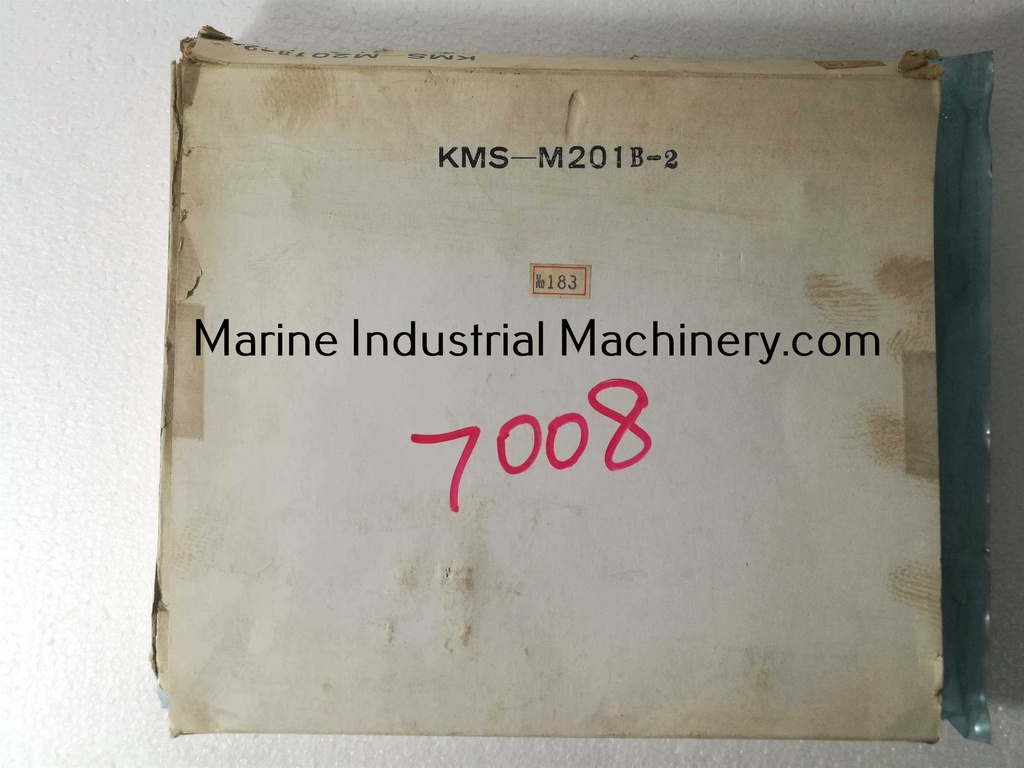 KMS—M201B-2
№183
Marine Industrial Machinery.com
7008